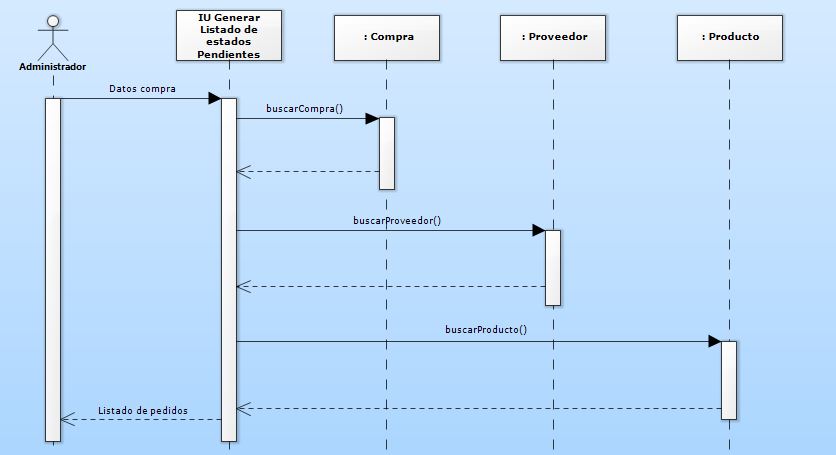 IU Generar
Listado de
estados
Pendientes
: Compra
: Proveedor
: Producto
Administrador
Datos compra
buscarCompra()
buscarProveedor()
buscarProducto()
Listado de pedidos